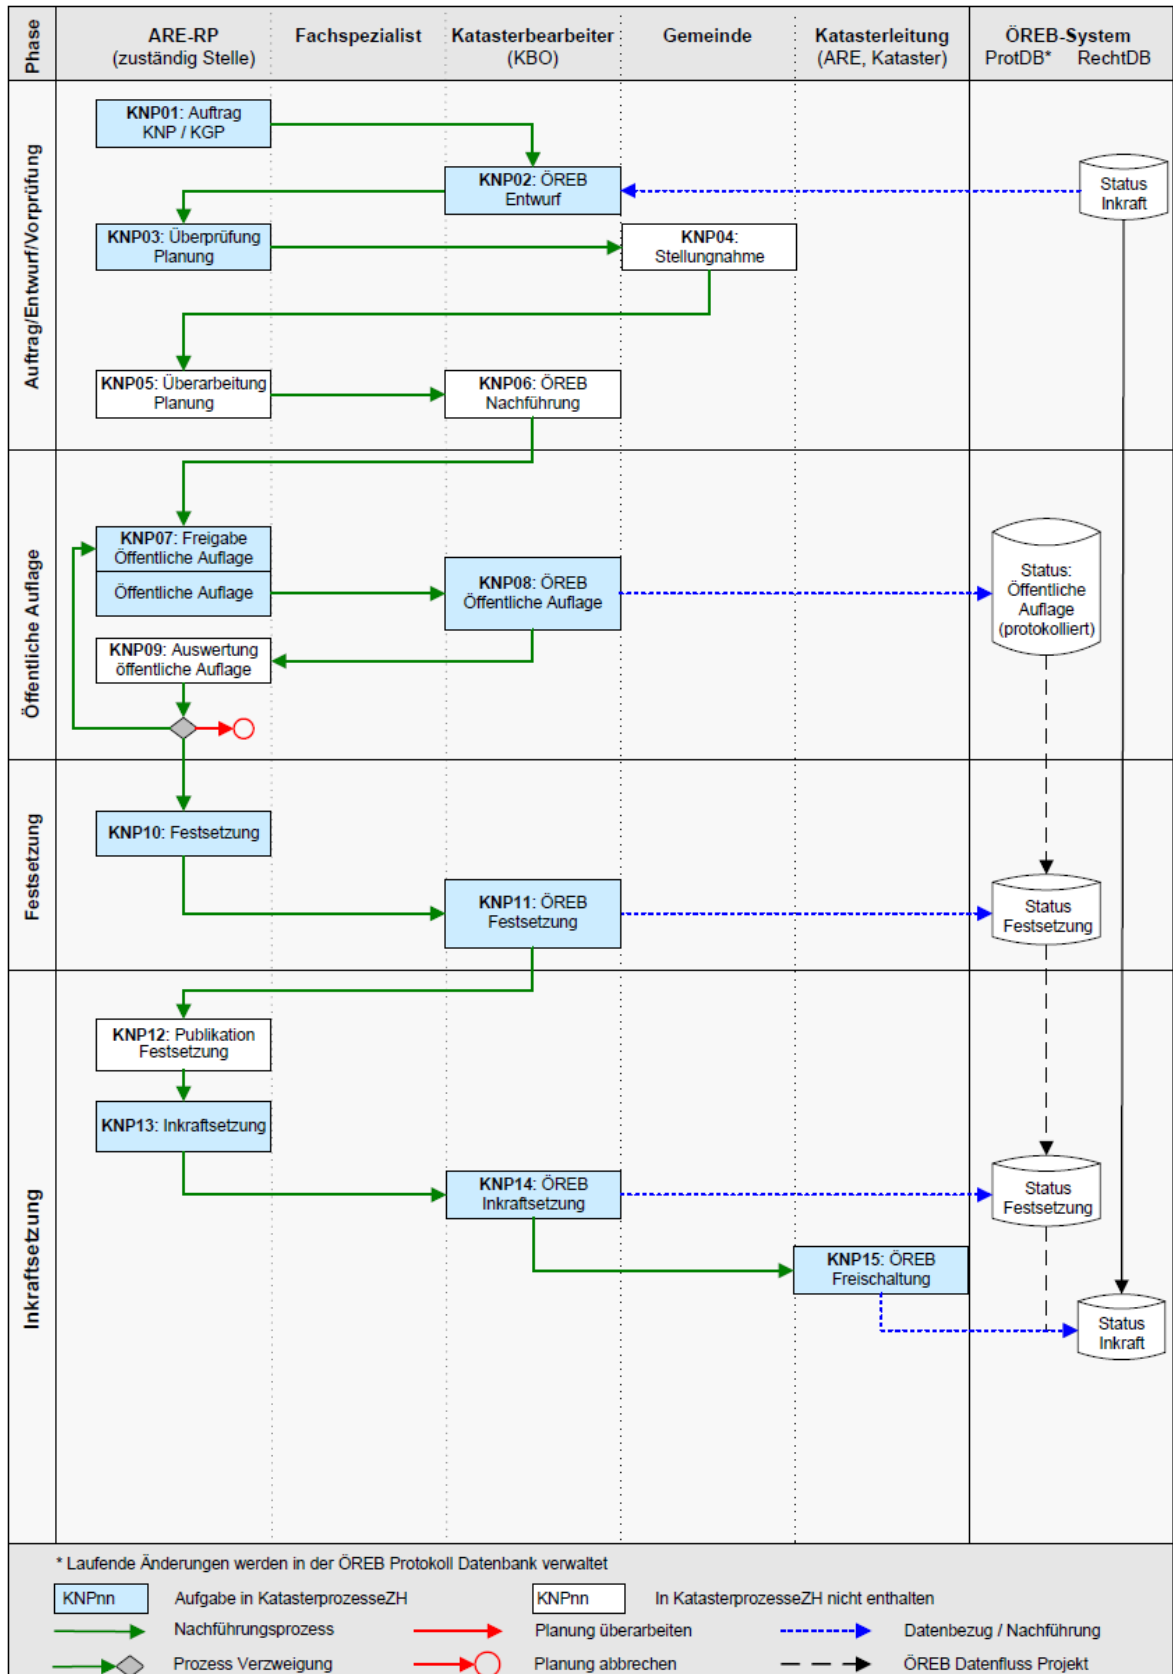 Phase
ARE-RP
(zuständig Stelle)
Fachspezialist
Katasterbearbeiter
(KBO)
Gemeinde
Katasterleitung
(ARE, Kataster)
ÖREB-System
ProtDB* RechtDB
Auftrag/Entwurf/Vorprüfung
KNP01: Auftrag
KNP / KGP
KNP02: ÖREB
Entwurf
Status
Inkraft
KNP03: Überprüfung
Planung
KNP04:
Stellungnahme
KNP05: Überarbeitung
Planung
KNP06: ÖREB
Nachführung
Öffentliche Auflage
KNP07: Freigabe
Öffentliche Auflage
Öffentliche Auflage
KNP08: ÖREB
Öffentliche Auflage
Status:
Öffentliche
Auflage
(protokolliert)
KNP09: Auswertung
öffentliche Auflage
Festsetzung
KNP10: Festsetzung
KNP11: ÖREB
Festsetzung
Status
Festsetzung
Inkraftsetzung
KNP12: Publikation
Festsetzung
KNP13: Inkraftsetzung
KNP14: ÖREB
Inkraftsetzung
Status
Festsetzung
KNP15: ÖREB
Freischaltung
Status
Inkraft
* Laufende Änderungen werden in der ÖREB Protokoll Datenbank verwaltet
KNPnn Aufgabe in KatasterprozesseZH
KNPnn In KatasterprozesseZH nicht enthalten
Nachführungsprozess
Planung überarbeiten
Datenbezug / Nachführung
Prozess Verzweigung
Planung abbrechen
ÖREB Datenfluss Projekt